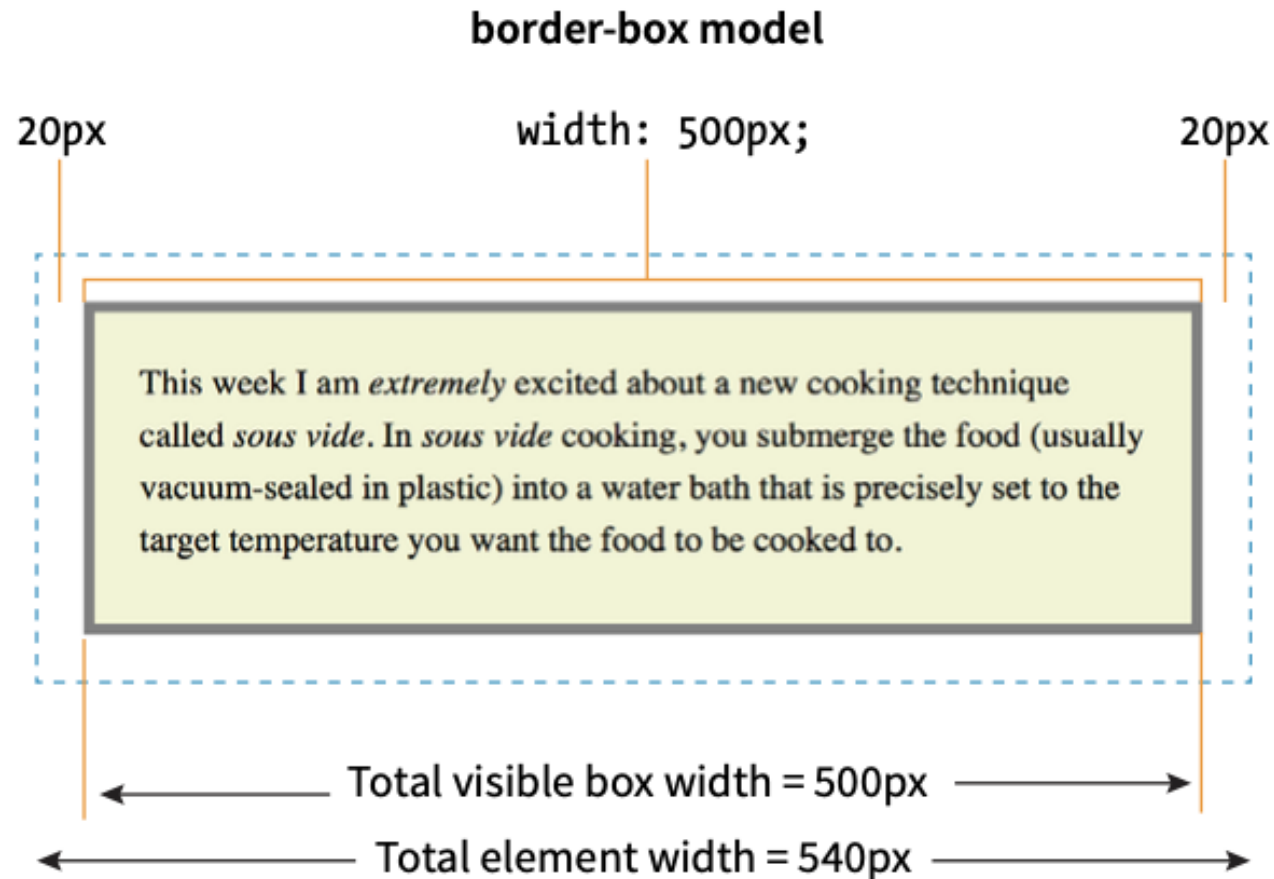 border-box model
20px
width: 500px;
20px
This week I am extremely excited about a new cooking technique
called sous vide. In sous vide cooking, you submerge the food (usually
vacuum-sealed in plastic) into a water bath that is precisely set to the
target temperature you want the food to be cooked to.
Total visible box width = 500px
Total element width = 540px